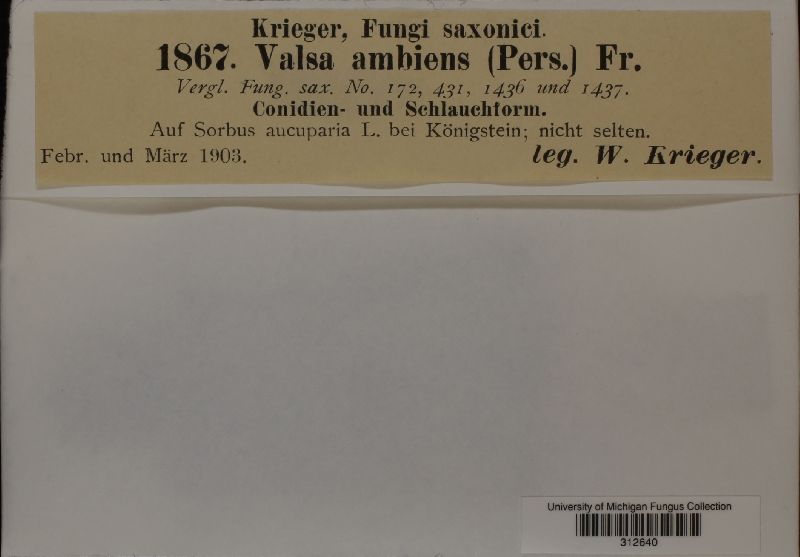 Krieger, Fungi saxonici.
1867. Valsa ambiens (Pers.) Fr.
Vergl. Fung. sax. No. 172, 431, 1436 und 1437.
Conidien- und Schlauchform.
Auf Sorbus aucuparia L. bei Königstein; nicht selten.
Febr. und März 1903. leg. W. Krieger.
University of Michigan Fungus Collection
312640